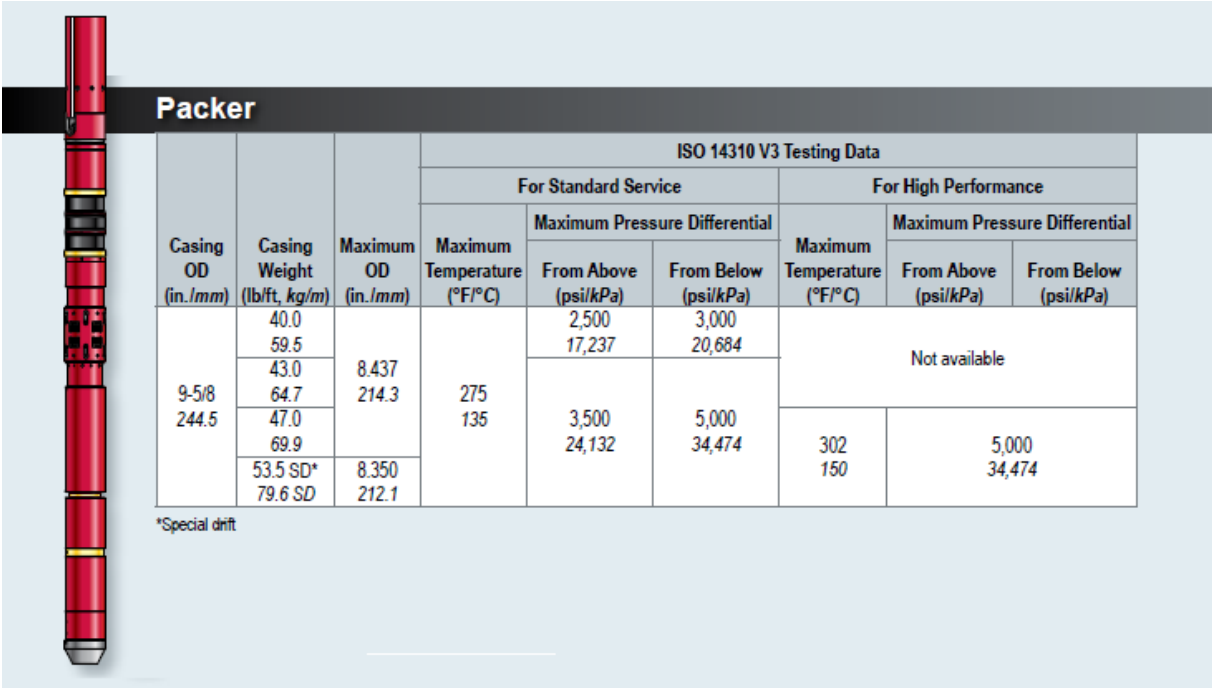 Packer
ISO 14310 V3 Testing Data
For Standard Service For High Performance
Maximum Pressure Differential Maximum Pressure Differential
Casing OD (in./mm) Casing Weight (lb/ft, kg/m) Maximum OD (in./mm) Maximum Temperature (°F/°C) From Above (psi/kPa) From Below (psi/kPa) Maximum Temperature (°F/°C) From Above (psi/kPa) From Below (psi/kPa)
40.0 2,500 3,000
59.5 17,237 20,684
Not available
43.0 8.437
9-5/8 64.7 214.3 275
244.5 47.0 135 3,500 5,000
69.9 24,132 34,474 302 5,000
53.5 SD* 8.350 150 34,474
79.6 SD 212.1
*Special drift